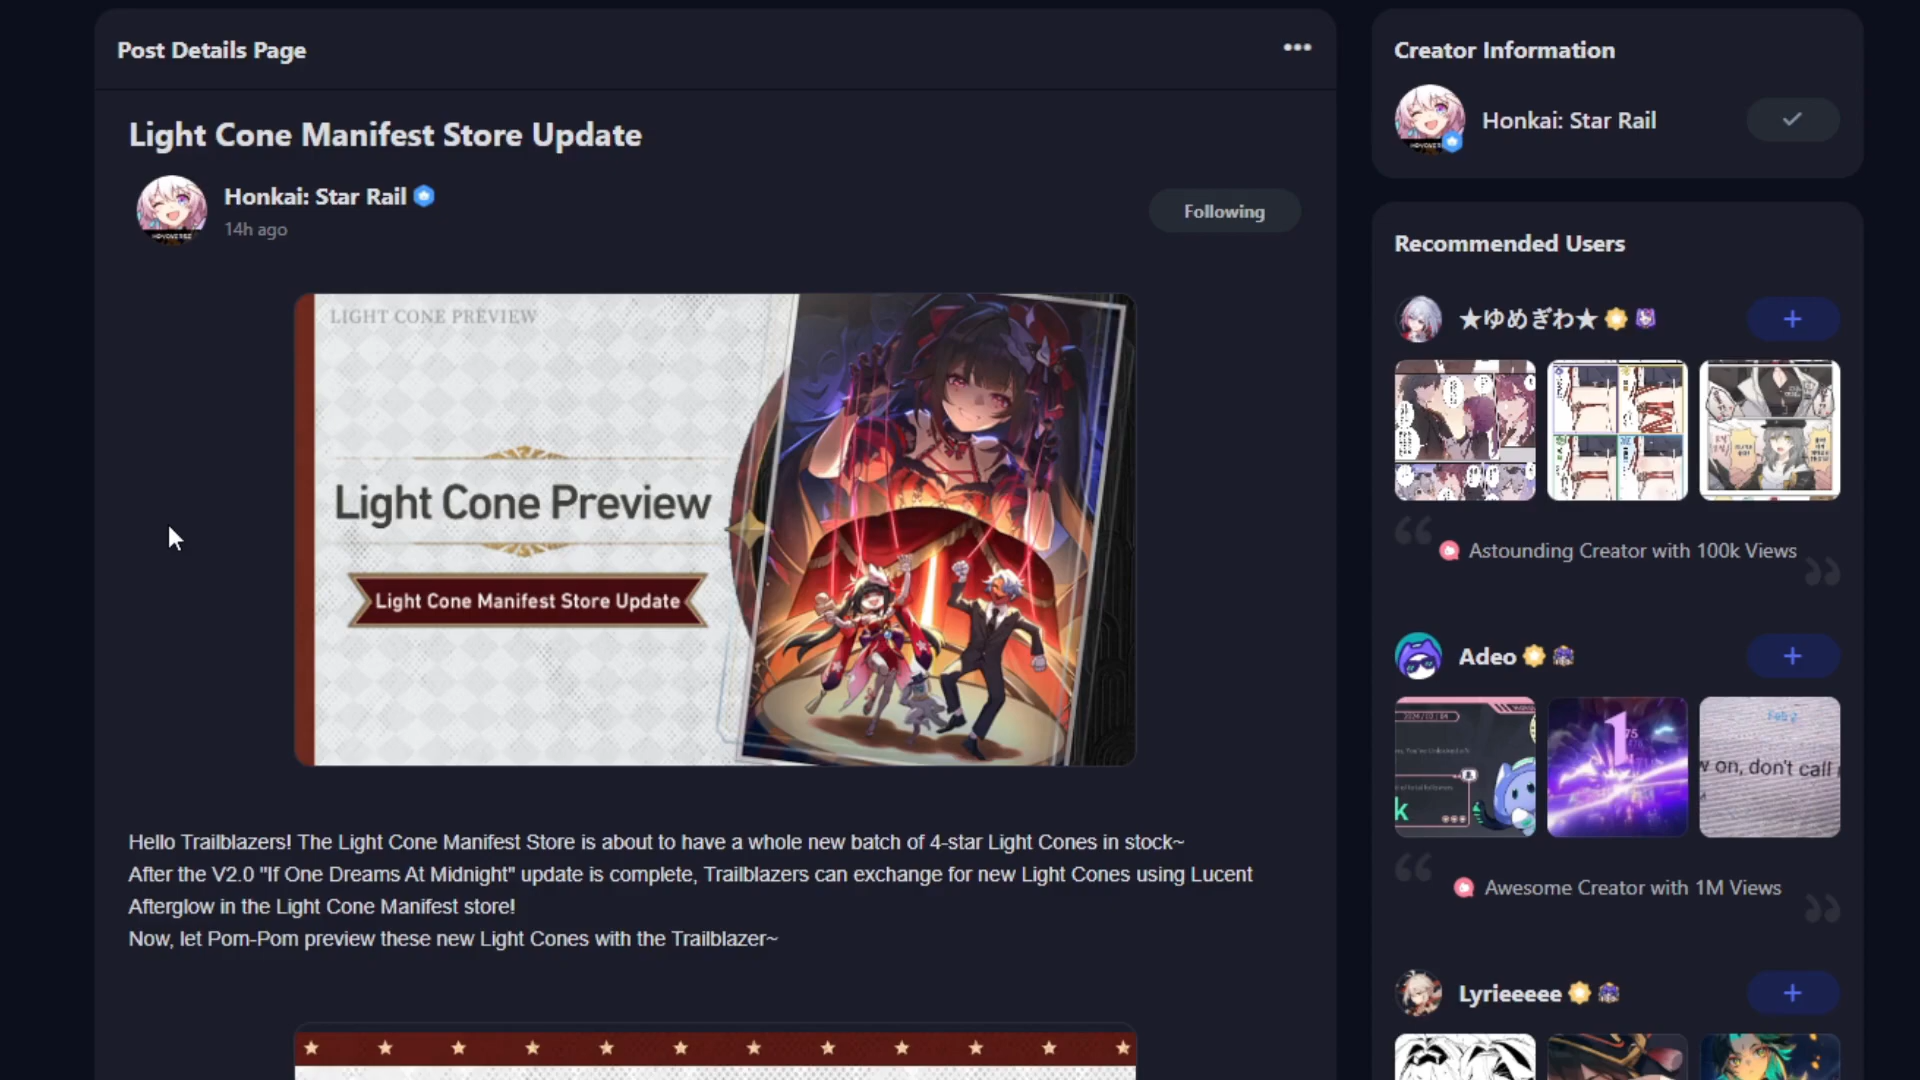 Post Details Page
Light Cone Manifest Store Update
Honkai: Star Rail
14h ago
Following
LIGHT CONE PREVIEW
Light Cone Preview
Light Cone Manifest Store Update
Hello Trailblazers! The Light Cone Manifest Store is about to have a whole new batch of 4-star Light Cones in stock~
After the V2.0 "If One Dreams At Midnight" update is complete, Trailblazers can exchange for new Light Cones using Lucent
Afterglow in the Light Cone Manifest store!
Now, let Pom-Pom preview these new Light Cones with the Trailblazer~
Creator Information
HOYOVERSE
Honkai: Star Rail
Recommended Users
★ゆめぎわ★
Astounding Creator with 100k Views
Adeo
k
1
75
Feb 2
on, don't call
Awesome Creator with 1M Views
Lyrieeeee